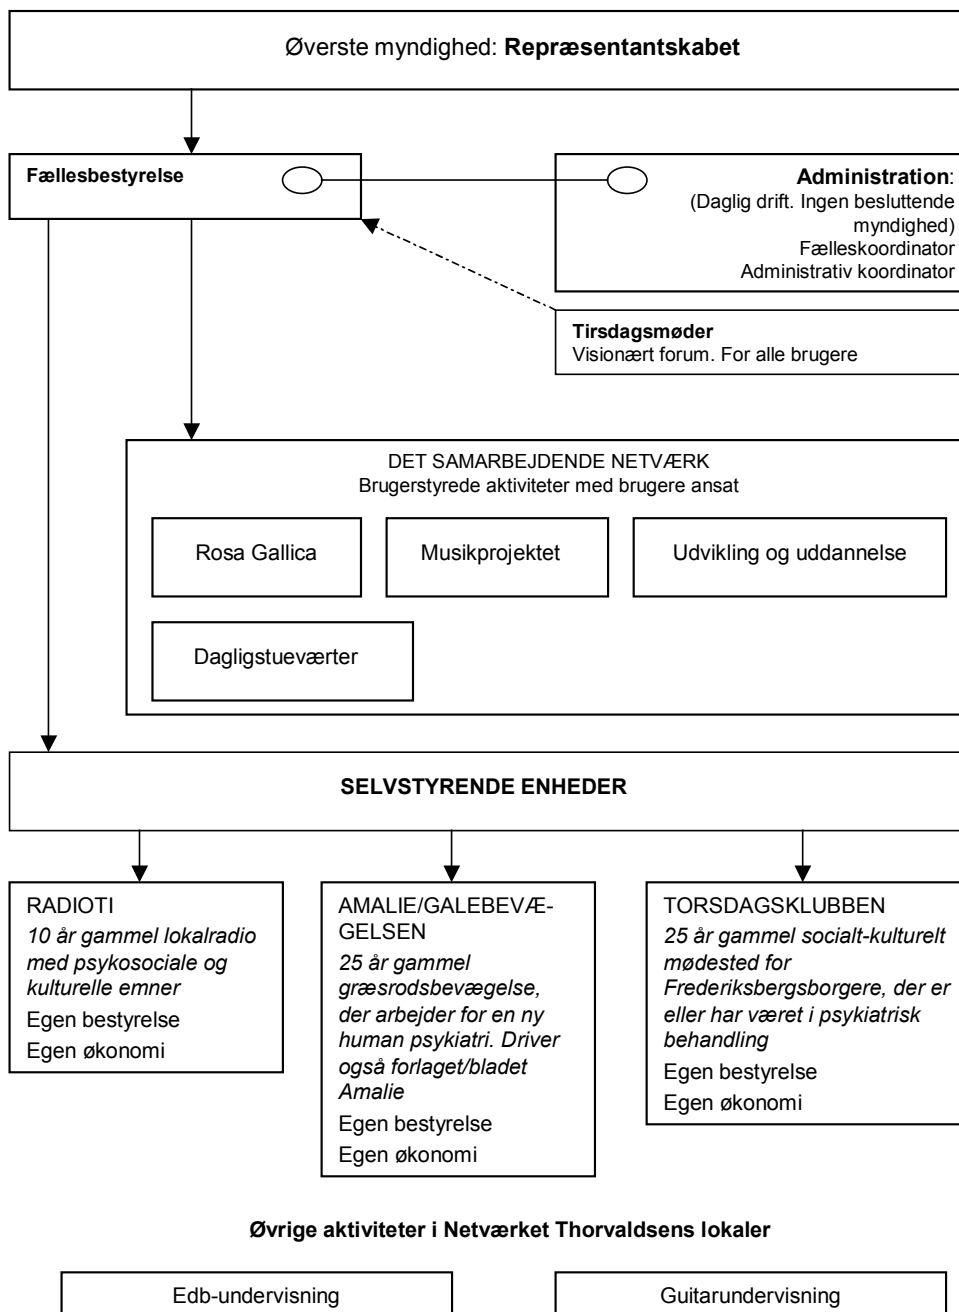 Øverste myndighed: Repræsentantskabet
Fællesbestyrelse
Administration:
(Daglig drift. Ingen besluttende
myndighed)
Fælleskoordinator
Administrativ koordinator
Tirsdagsmøder
Visionært forum. For alle brugere
DET SAMARBEJDENDE NETVÆRK
Brugerstyrede aktiviteter med brugere ansat
Rosa Gallica
Musikprojektet
Udvikling og uddannelse
Dagligstueværter
SELVSTYRENDE ENHEDER
RADIOTI
10 år gammel lokalradio
med psykosociale og
kulturelle emner
Egen bestyrelse
Egen økonomi
AMALIE/GALEBEVÆ-
GELSEN
25 år gammel
græsrodsbevægelse,
der arbejder for en ny
human psykiatri. Driver
også forlaget/bladet
Amalie
Egen bestyrelse
Egen økonomi
TORSDAGSKLUBBEN
25 år gammel socialt-kulturelt
mødested for
Frederiksbergsborgere, der er
eller har været i psykiatrisk
behandling
Egen bestyrelse
Egen økonomi
Øvrige aktiviteter i Netværket Thorvaldsens lokaler
Edb-undervisning
Guitarundervisning